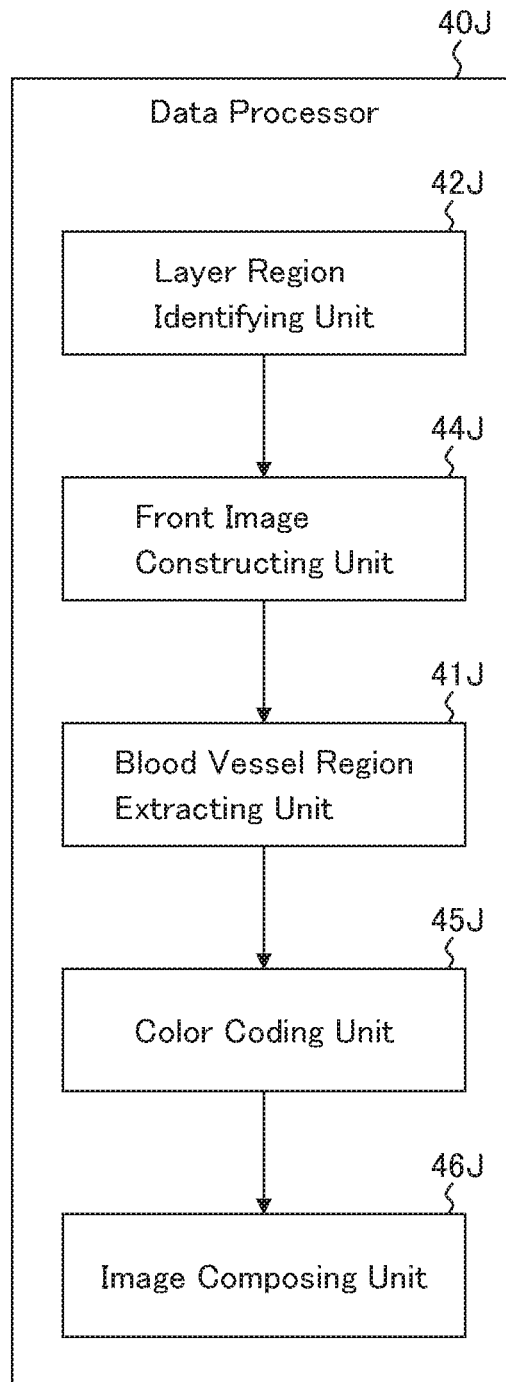 40J
Data Processor
42J
Layer Region
Identifying Unit
44J
Front Image
Constructing Unit
41J
Blood Vessel Region
Extracting Unit
45J
Color Coding Unit
46J
Image Composing Unit